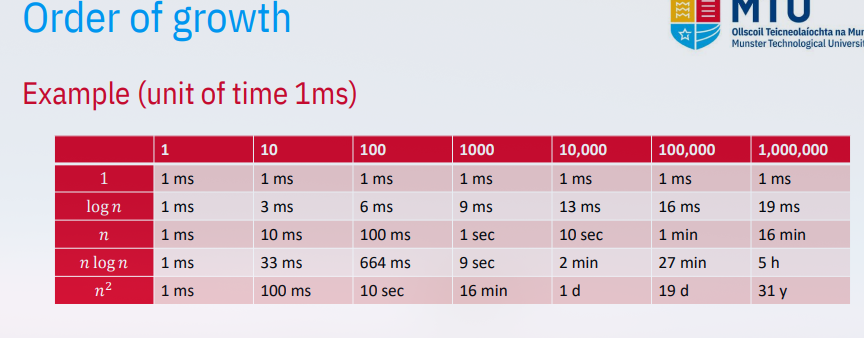 Order of growth
MTU
Ollscoil Teicneolaíochta na Mu
Munster Technological Universit
Example (unit of time 1ms)
1 10 100 1000 10,000 100,000 1,000,000
1 1 ms 1 ms 1 ms 1 ms 1 ms 1 ms 1 ms
log n 1 ms 3 ms 6 ms 9 ms 13 ms 16 ms 19 ms
n 1 ms 10 ms 100 ms 1 sec 10 sec 1 min 16 min
n log n 1 ms 33 ms 664 ms 9 sec 2 min 27 min 5 h
n² 1 ms 100 ms 10 sec 16 min 1 d 19 d 31 y